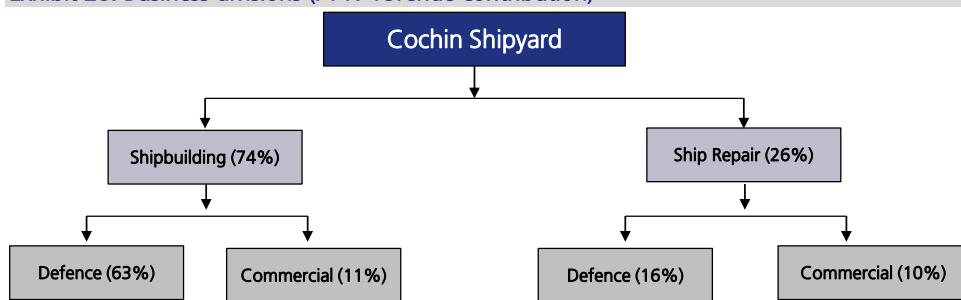 Cochin Shipyard
Shipbuilding (74%)
Ship Repair (26%)
Defence (63%)
Commercial (11%)
Defence (16%)
Commercial (10%)